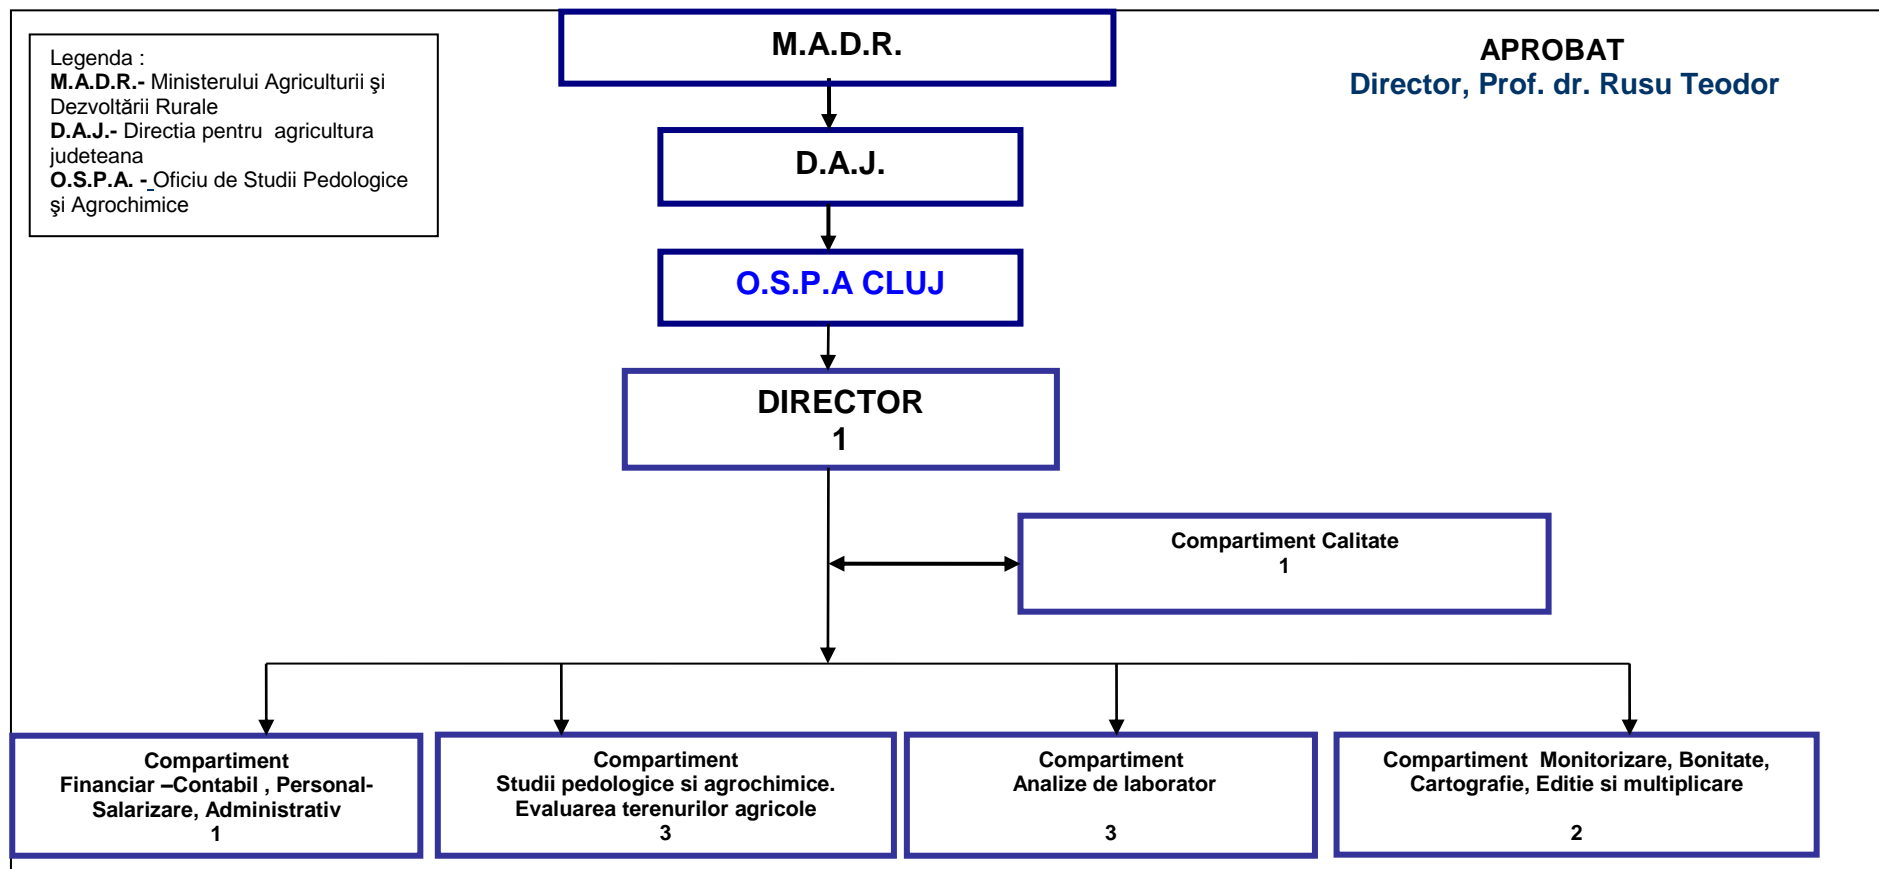 Legenda :
M.A.D.R.- Ministerului Agriculturii şi
Dezvoltării Rurale
D.A.J.- Directia pentru  agricultura
judeteana
O.S.P.A. - Oficiu de Studii Pedologice
şi Agrochimice
M.A.D.R.
APROBAT
Director, Prof. dr. Rusu Teodor
D.A.J.
O.S.P.A CLUJ
DIRECTOR
1
Compartiment Calitate
1
Compartiment
Financiar –Contabil , Personal-
Salarizare, Administrativ
1
Compartiment
Studii pedologice si agrochimice.
Evaluarea terenurilor agricole
3
Compartiment
Analize de laborator
3
Compartiment  Monitorizare, Bonitate,
Cartografie, Editie si multiplicare
2